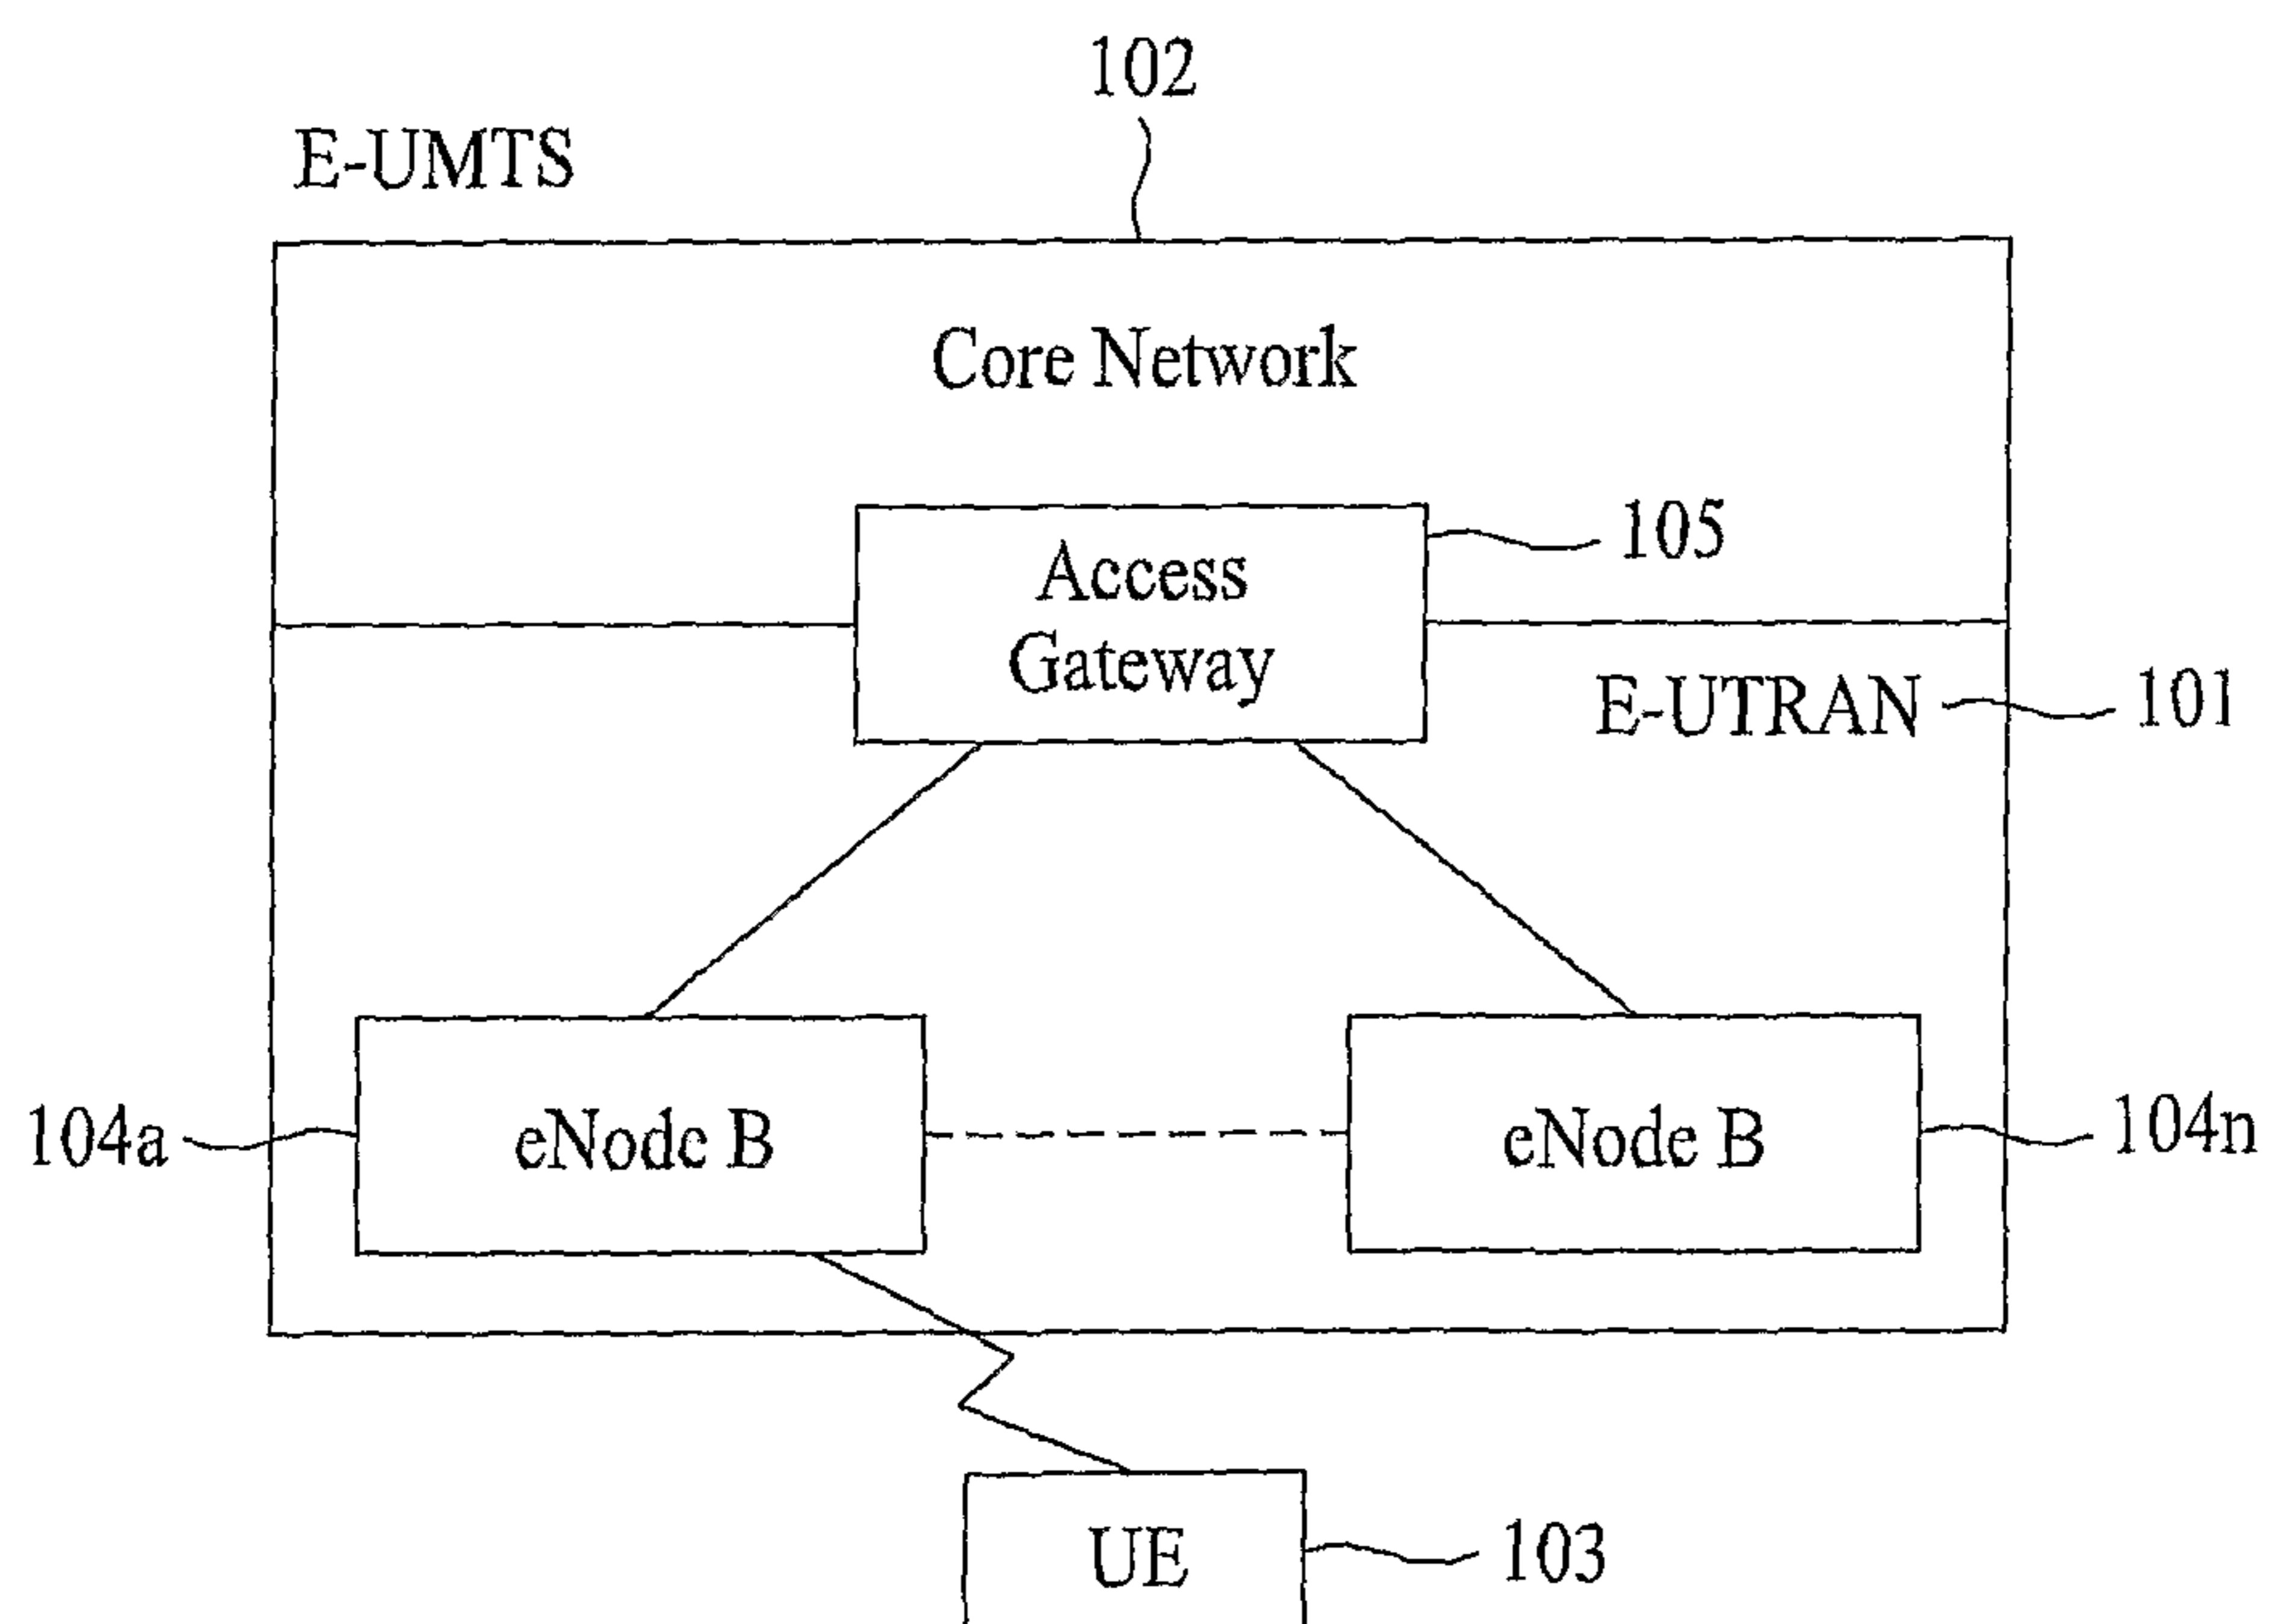 102
E-UMTS
Core Network
105
Access
Gateway
E-UTRAN
101
104a
eNode B
eNode B
104n
UE
103